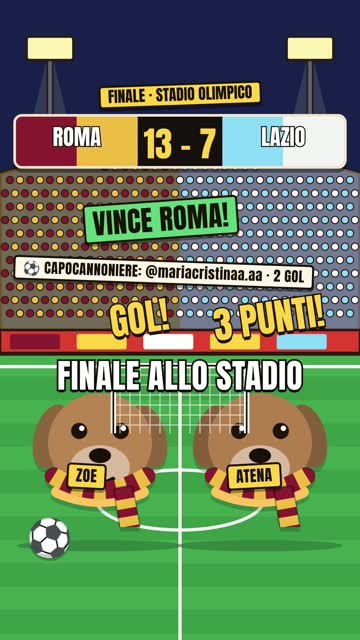 FINALE · STADIO OLIMPICO
ROMA 13 - 7 LAZIO
VINCE ROMA!
CAPOCANNONIERE: @mariacristinaa.aa · 2 GOL
GOL! 3 PUNTI!
FINALE ALLO STADIO
ZOE ATENA